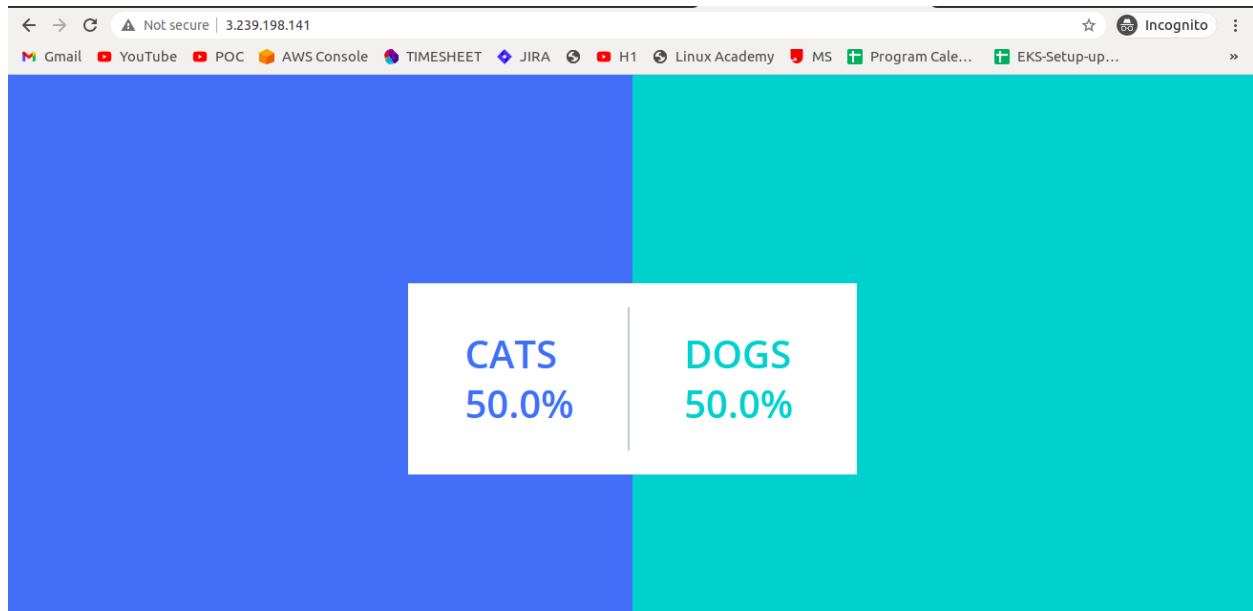 Not secure 3.239.198.141 Incognito
Gmail YouTube POC AWS Console TIMESHEET JIRA H1 Linux Academy MS Program Cale... EKS-Setup-up... »
CATS DOGS
50.0% 50.0%